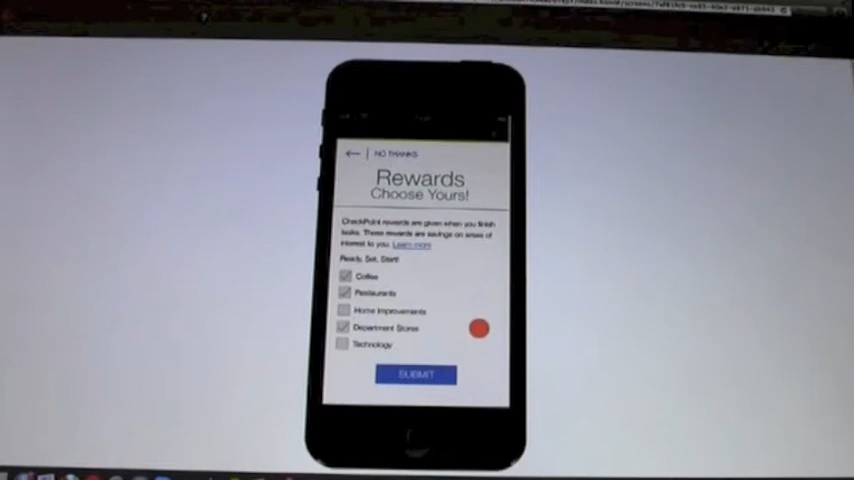 NO THANKS
Rewards
Choose Yours!
CheckPoint rewards are given when you finish
tasks. These rewards are savings on areas of
interest to you. Learn more
Ready, Set, Start!
Coffee
Restaurants
Home Improvements
Department Stores
Technology
SUBMIT